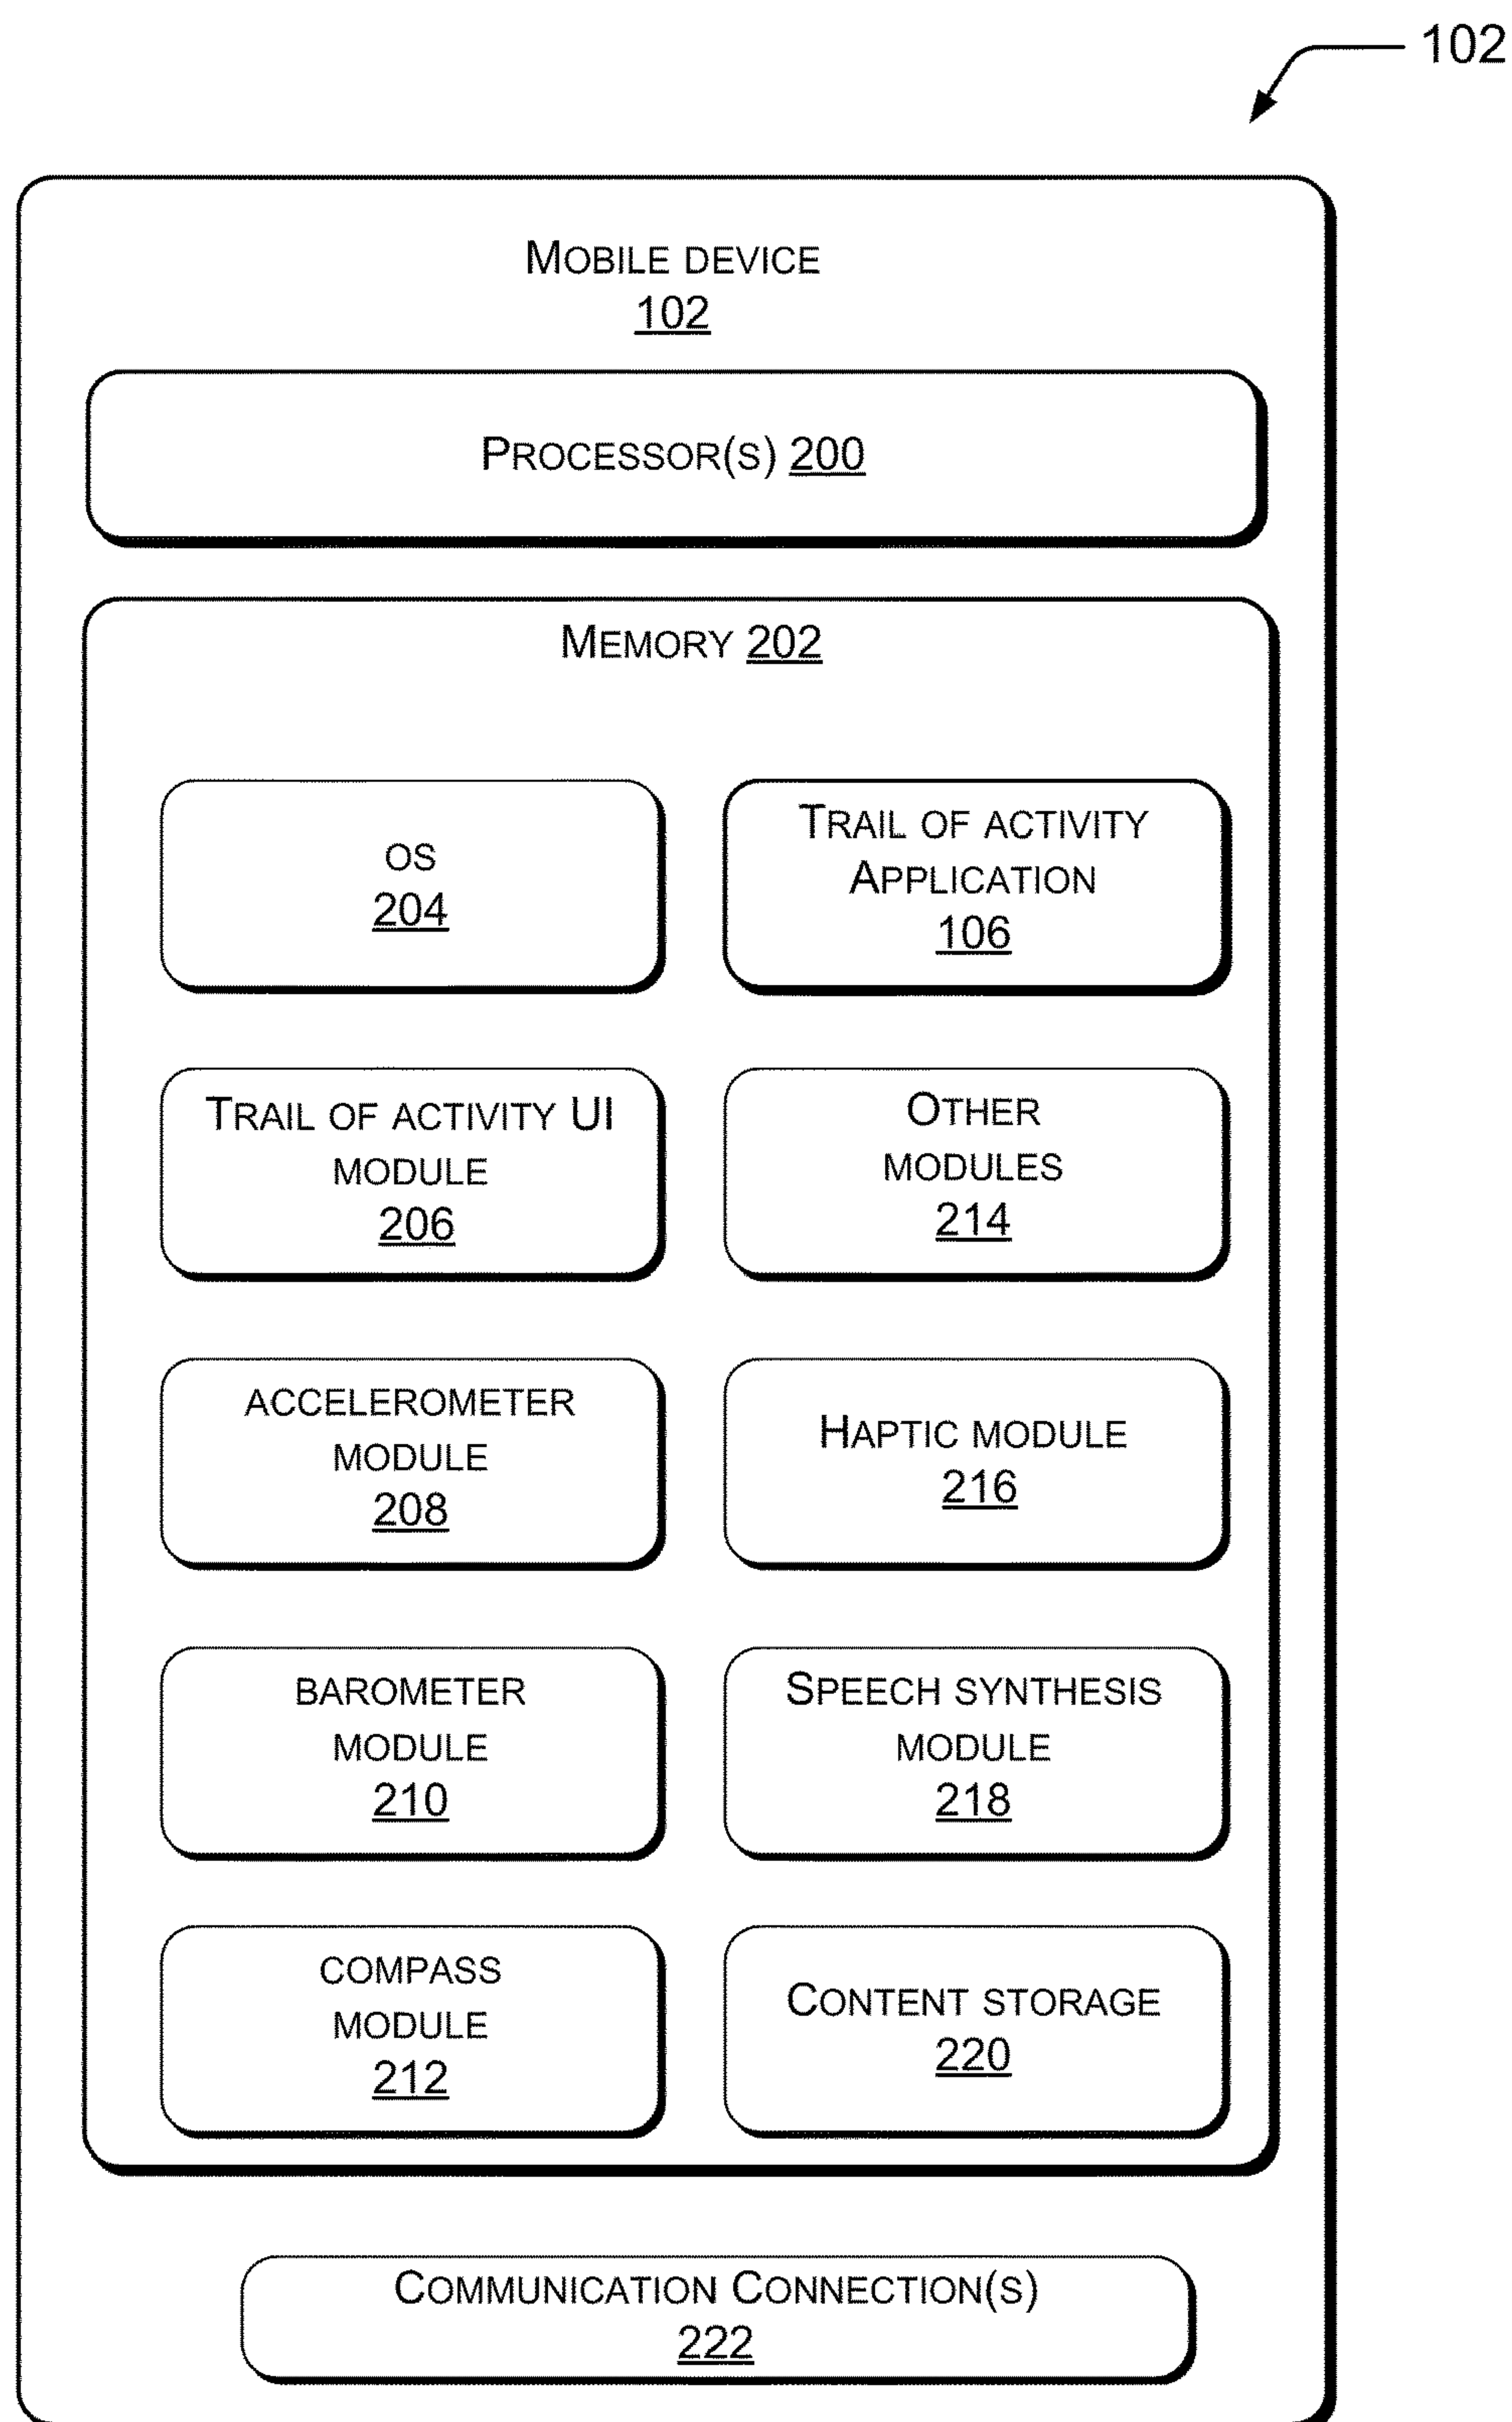 102
MOBILE DEVICE
102
PROCESSOR(S) 200
MEMORY 202
OS
204
TRAIL OF ACTIVITY
APPLICATION
106
TRAIL OF ACTIVITY UI
MODULE
206
OTHER
MODULES
214
ACCELEROMETER
MODULE
208
HAPTIC MODULE
216
BAROMETER
MODULE
210
SPEECH SYNTHESIS
MODULE
218
COMPASS
MODULE
212
CONTENT STORAGE
220
COMMUNICATION CONNECTION(S)
222